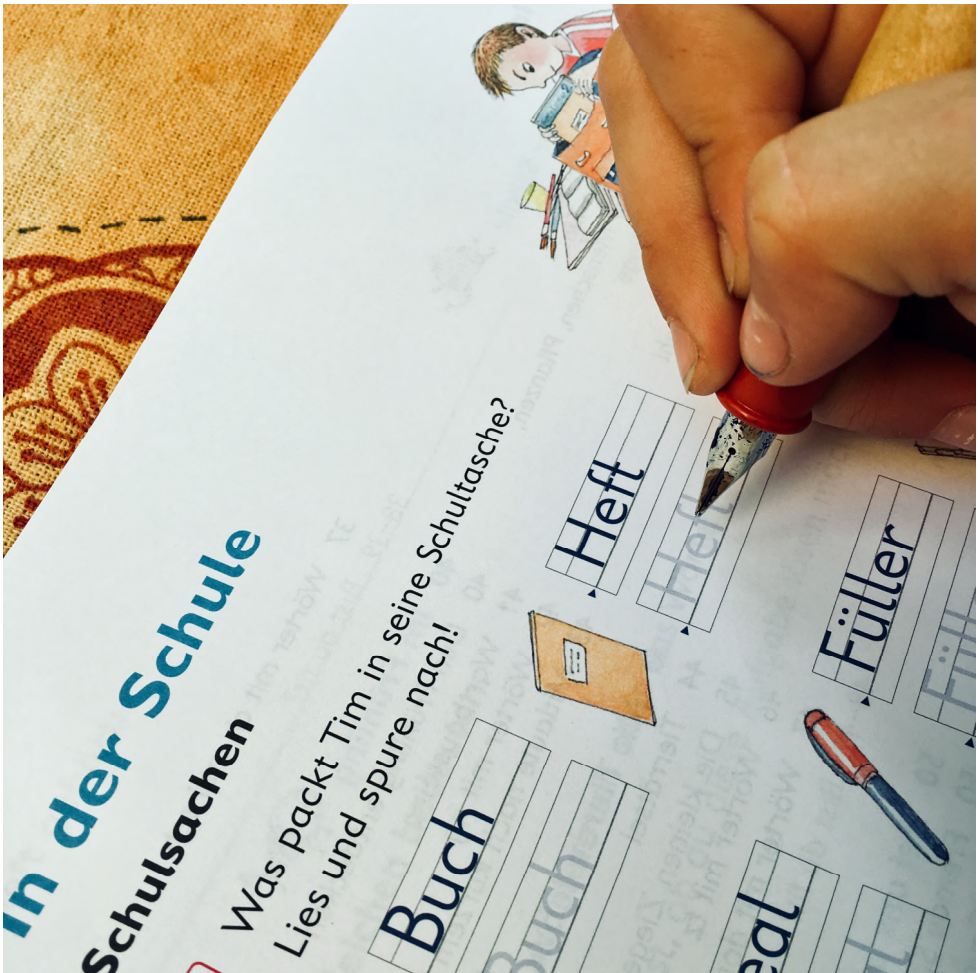 In der Schule
Schulsachen
Was packt Tim in seine Schultasche?
Lies und spure nach!
Heft
Heft
Füller
Buch
Buch